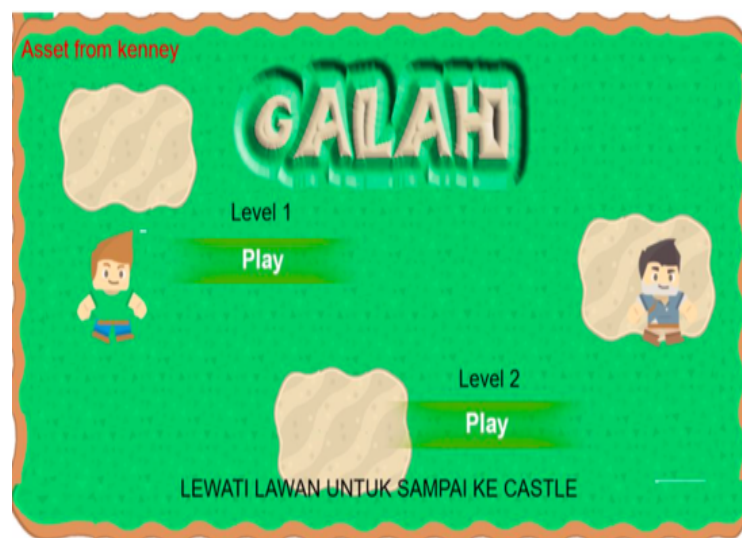 Asset from kenney
GALAH
Level 1
Play
Level 2
Play
LEWATI LAWAN UNTUK SAMPAI KE CASTLE